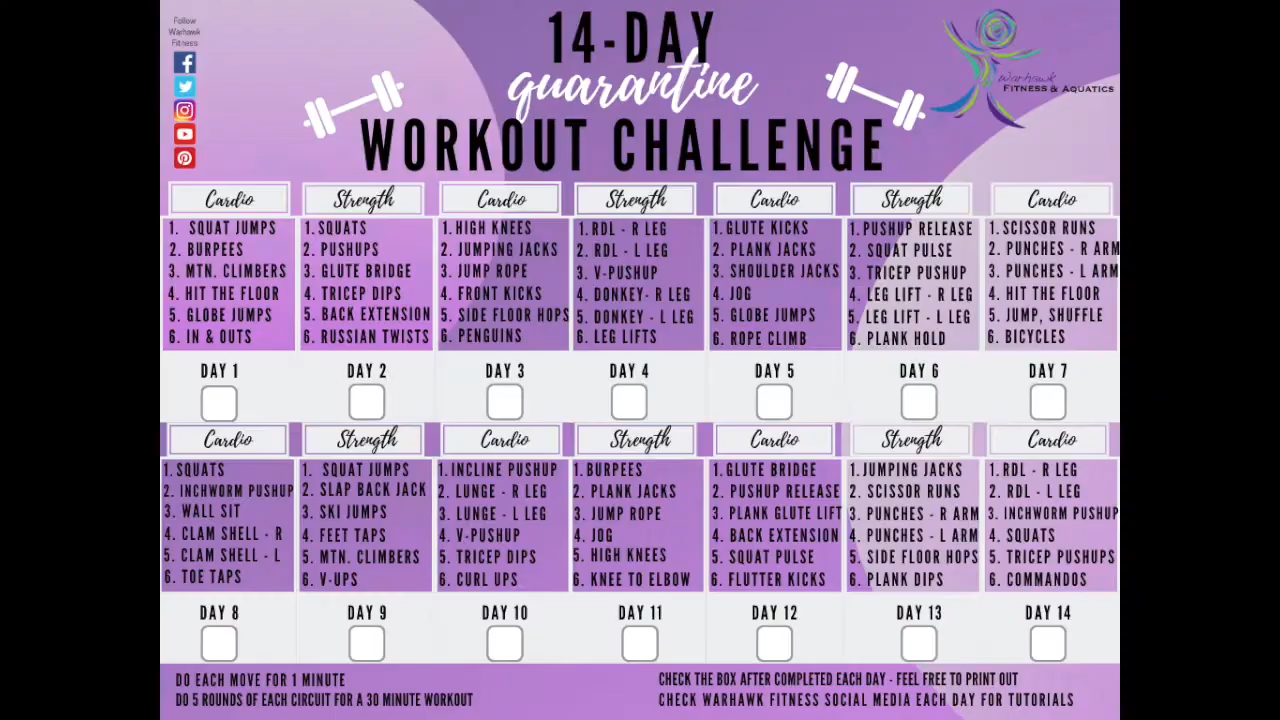 Follow
Warhawk
Fitness
14-DAY
quarantine
WORKOUT CHALLENGE
Warhawk
FITNESS & AQUATICS
Cardio
1. SQUAT JUMPS
2. BURPEES
3. MTN. CLIMBERS
4. HIT THE FLOOR
5. GLOBE JUMPS
6. IN & OUTS
DAY 1
Strength
1. SQUATS
2. PUSHUPS
3. GLUTE BRIDGE
4. TRICEP DIPS
5. BACK EXTENSION
6. RUSSIAN TWISTS
DAY 2
Cardio
1. HIGH KNEES
2. JUMPING JACKS
3. JUMP ROPE
4. FRONT KICKS
5. SIDE FLOOR HOPS
6. PENGUINS
DAY 3
Strength
1. RDL - R LEG
2. RDL - L LEG
3. V-PUSHUP
4. DONKEY- R LEG
5. DONKEY - L LEG
6. LEG LIFTS
DAY 4
Cardio
1. GLUTE KICKS
2. PLANK JACKS
3. SHOULDER JACKS
4. JOG
5. GLOBE JUMPS
6. ROPE CLIMB
DAY 5
Strength
1. PUSHUP RELEASE
2. SQUAT PULSE
3. TRICEP PUSHUP
4. LEG LIFT - R LEG
5. LEG LIFT - L LEG
6. PLANK HOLD
DAY 6
Cardio
1. SCISSOR RUNS
2. PUNCHES - R ARM
3. PUNCHES - L ARM
4. HIT THE FLOOR
5. JUMP, SHUFFLE
6. BICYCLES
DAY 7
Cardio
1. SQUATS
2. INCHWORM PUSHUP
3. WALL SIT
4. CLAM SHELL - R
5. CLAM SHELL - L
6. TOE TAPS
DAY 8
Strength
1. SQUAT JUMPS
2. SLAP BACK JACK
3. SKI JUMPS
4. FEET TAPS
5. MTN. CLIMBERS
6. V-UPS
DAY 9
Cardio
1. INCLINE PUSHUP
2. LUNGE - R LEG
3. LUNGE - L LEG
4. V-PUSHUP
5. TRICEP DIPS
6. CURL UPS
DAY 10
Strength
1. BURPEES
2. PLANK JACKS
3. JUMP ROPE
4. JOG
5. HIGH KNEES
6. KNEE TO ELBOW
DAY 11
Cardio
1. GLUTE BRIDGE
2. PUSHUP RELEASE
3. PLANK GLUTE LIFT
4. BACK EXTENSION
5. SQUAT PULSE
6. FLUTTER KICKS
DAY 12
Strength
1. JUMPING JACKS
2. SCISSOR RUNS
3. PUNCHES - R ARM
4. PUNCHES - L ARM
5. SIDE FLOOR HOPS
6. PLANK DIPS
DAY 13
Cardio
1. RDL - R LEG
2. RDL - L LEG
3. INCHWORM PUSHUP
4. SQUATS
5. TRICEP PUSHUPS
6. COMMANDOS
DAY 14
DO EACH MOVE FOR 1 MINUTE
DO 5 ROUNDS OF EACH CIRCUIT FOR A 30 MINUTE WORKOUT
CHECK THE BOX AFTER COMPLETED EACH DAY - FEEL FREE TO PRINT OUT
CHECK WARHAWK FITNESS SOCIAL MEDIA EACH DAY FOR TUTORIALS